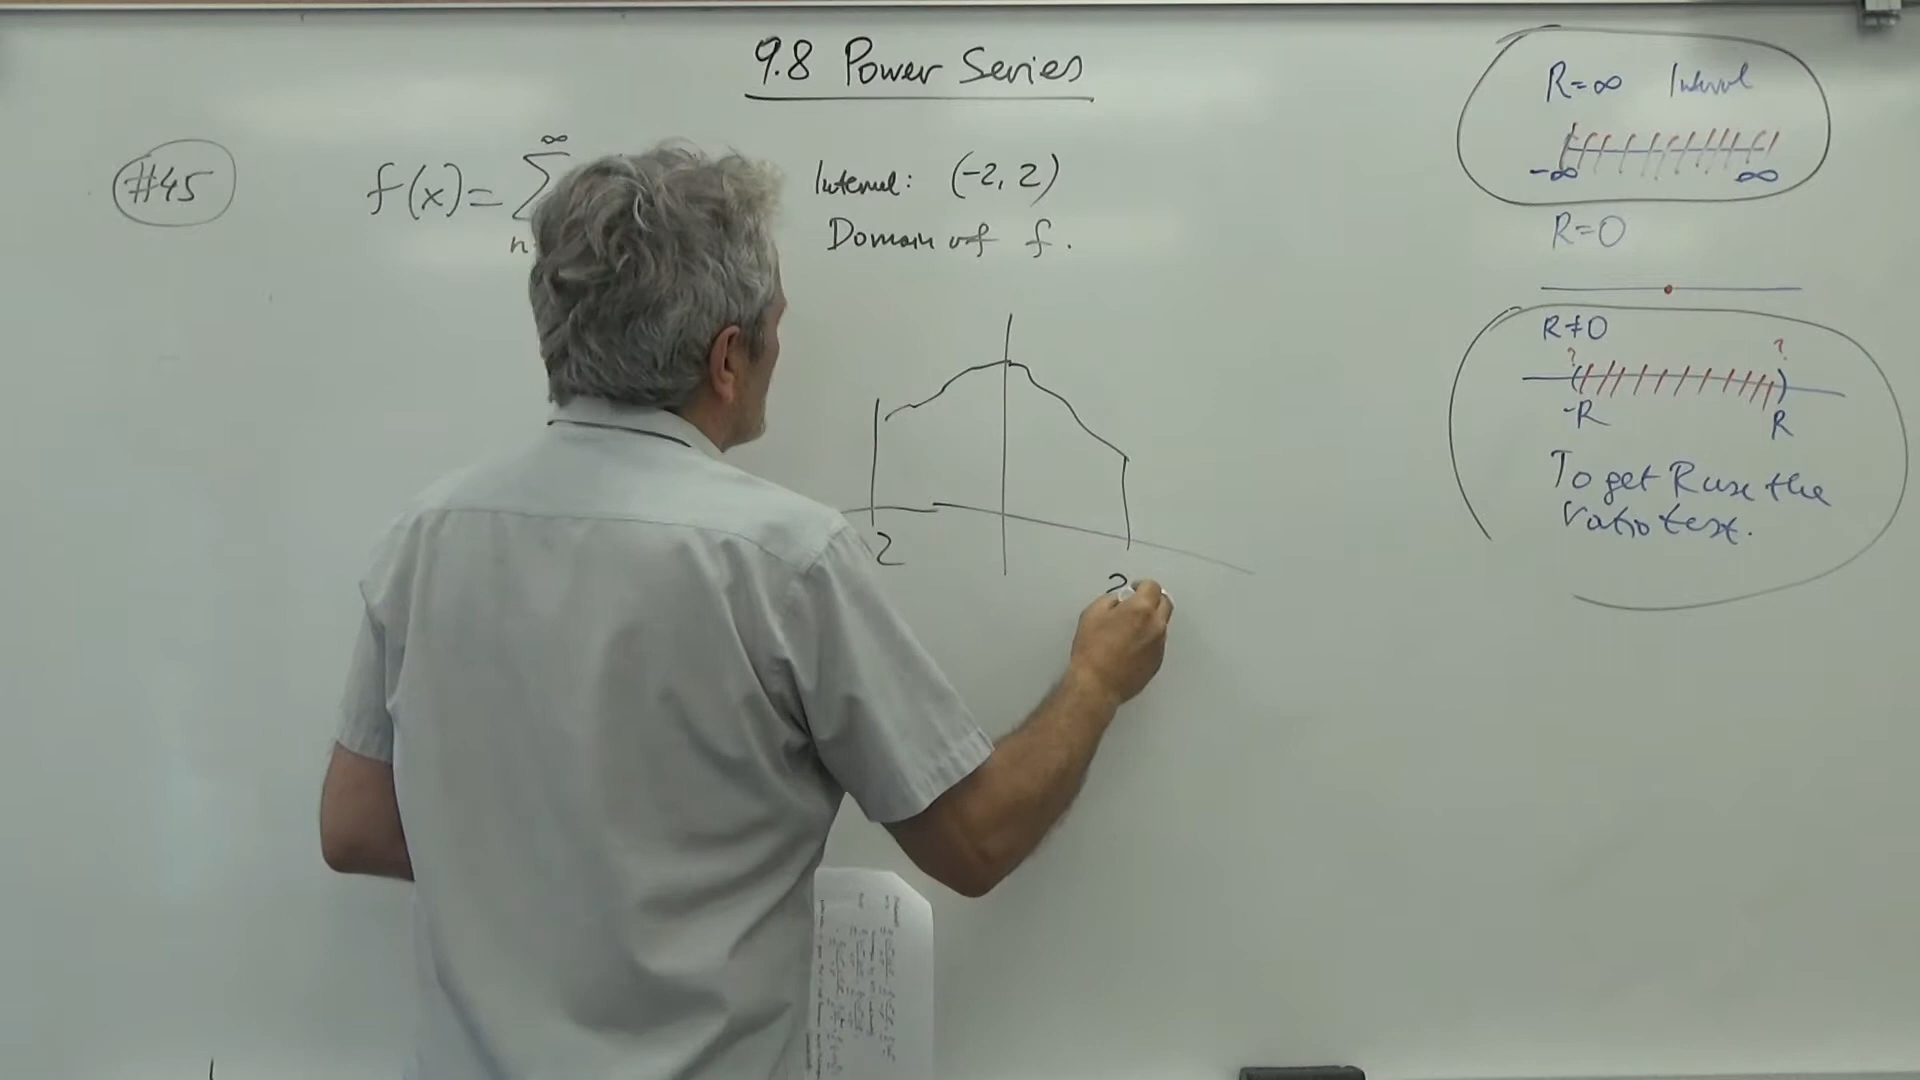 9.8 Power Series
#45
f(x) = ∑
∞
n
Interval: (-2, 2)
Domain of f.
2
2
R=∞ Interval
-∞ ∞
R=0
R≠0
? ?
( )
-R R
To get R use the
ratio test.